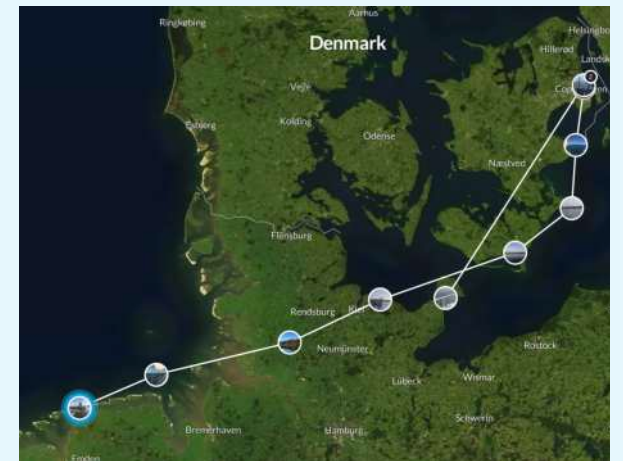 Aarhus
Ringkøbing
Helsingbo
Denmark
Hillerød
Landsk
Vejle
Esbjerg
Kolding
Odense
Næstved
Flensburg
Rendsburg
Kiel
Neumünster
Rostock
Lübeck
Wismar
Schwerin
Bremerhaven
Hamburg
Emden